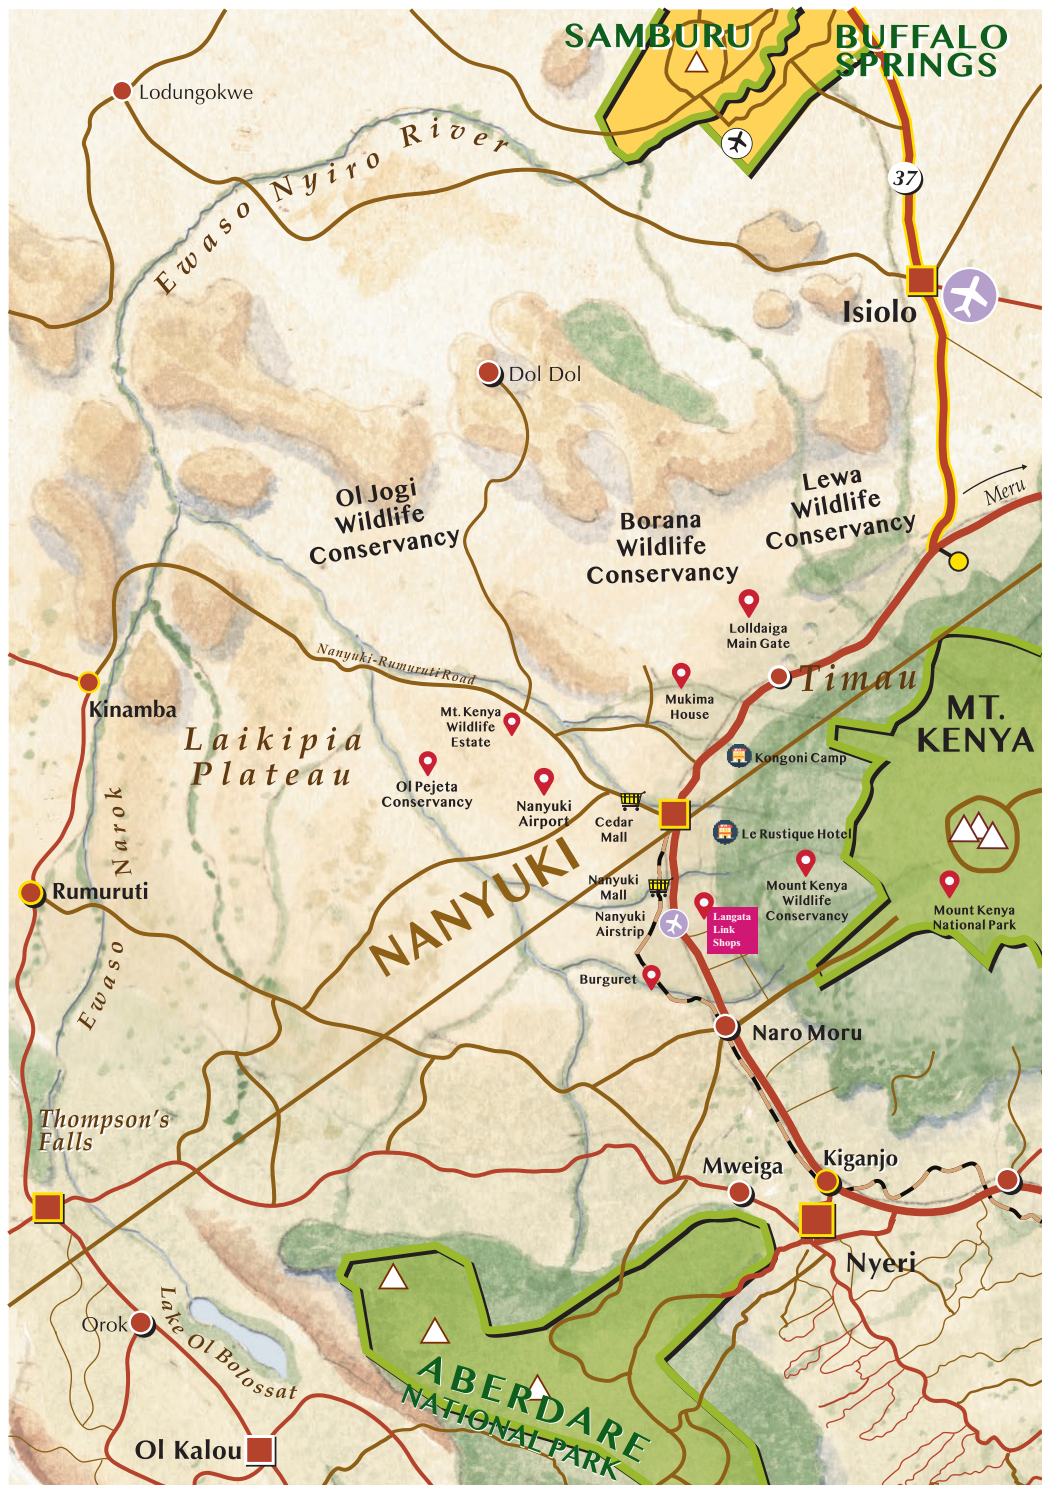 SAMBURU
BUFFALO
SPRINGS
Lodungokwe
Ewaso Nyiro River
37
Isiolo
Dol Dol
Meru
Ol Jogi
Wildlife
Conservancy
Borana
Wildlife
Conservancy
Lewa
Wildlife
Conservancy
Lolldaiga
Main Gate
Nanyuki-Rumuruti Road
Timau
Mukima
House
Kinamba
Mt. Kenya
Wildlife
Estate
MT.
KENYA
Laikipia
Plateau
Kongoni Camp
Ol Pejeta
Conservancy
Nanyuki
Airport
Cedar
Mall
Le Rustique Hotel
Ewaso Narok
Rumuruti
NANYUKI
Nanyuki
Mall
Mount Kenya
Wildlife
Conservancy
Mount Kenya
National Park
Nanyuki
Airstrip
Langata
Link
Shops
Burguret
Naro Moru
Thompson's
Falls
Mweiga
Kiganjo
Nyeri
Orok
Lake Ol Bolossat
ABERDARE
NATIONAL PARK
Ol Kalou